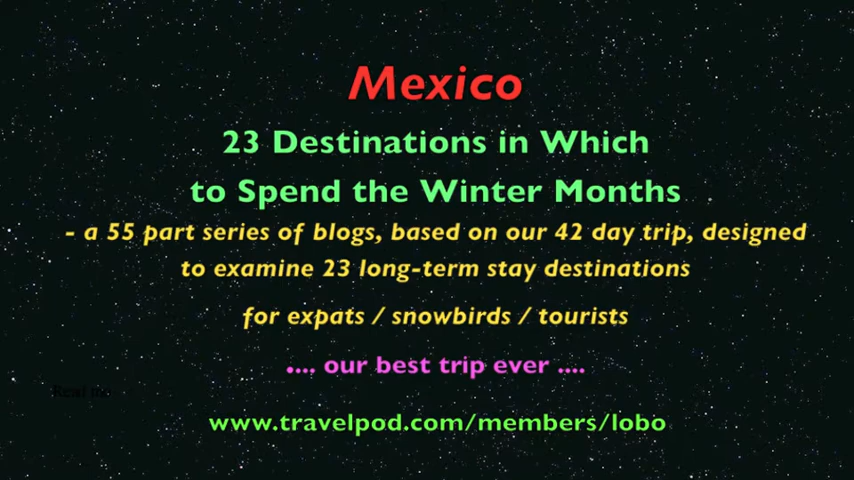 Mexico
23 Destinations in Which
to Spend the Winter Months
- a 55 part series of blogs, based on our 42 day trip, designed
to examine 23 long-term stay destinations
for expats / snowbirds / tourists
.... our best trip ever ....
Read
www.travelpod.com/members/lobo